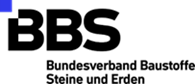 BBS
Bundesverband Baustoffe
Steine und Erden